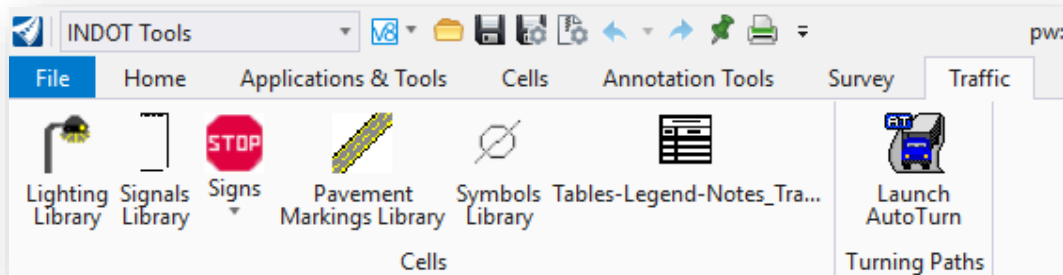 INDOT Tools
V8
pw:
File Home Applications & Tools Cells Annotation Tools Survey Traffic
STOP
AT
Lighting Library
Signals Library
Signs
Pavement Markings Library
Symbols Library
Tables-Legend-Notes_Tra...
Launch AutoTurn
Cells
Turning Paths